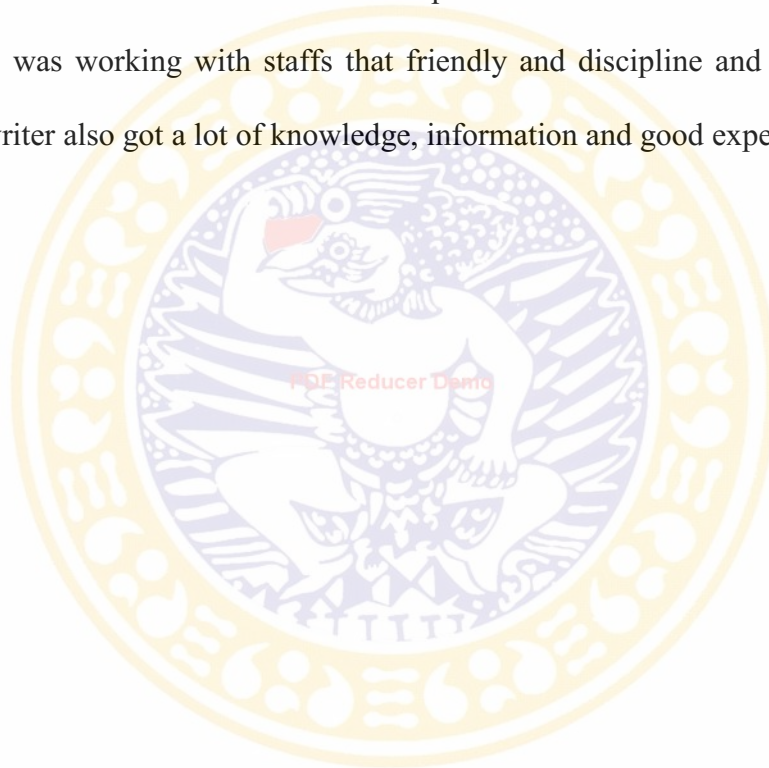 was working with staffs that friendly and discipline and
riter also got a lot of knowledge, information and good expe
PDF Reducer Demo